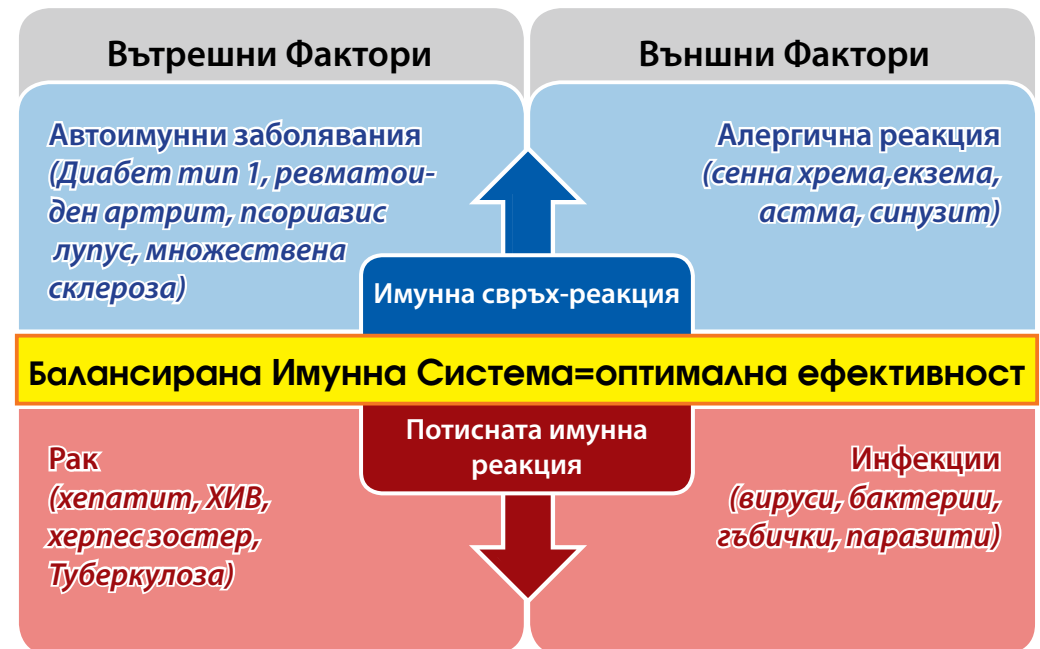 Вътрешни Фактори
Външни Фактори
Автоимунни заболявания
(Диабет тип 1, ревматои-
ден артрит, псориазис
лупус, множествена
склероза)
Алергична реакция
(сенна хрема,екзема,
астма, синузит)
Имунна свръх-реакция
Балансирана Имунна Система=оптимална ефективност
Потисната имунна
реакция
Рак
(хепатит, ХИВ,
херпес зостер,
Туберкулоза)
Инфекции
(вируси, бактерии,
гъбички, паразити)